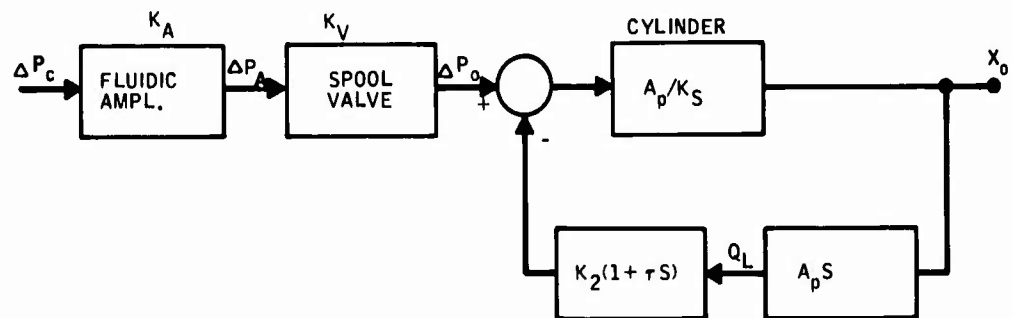 K_A
K_V
CYLINDER
ΔP_c
FLUIDIC AMPL.
ΔP_A
SPOOL VALVE
ΔP_o
+
-
A_p/K_S
X_o
K_2(1 + τS)
Q_L
A_pS